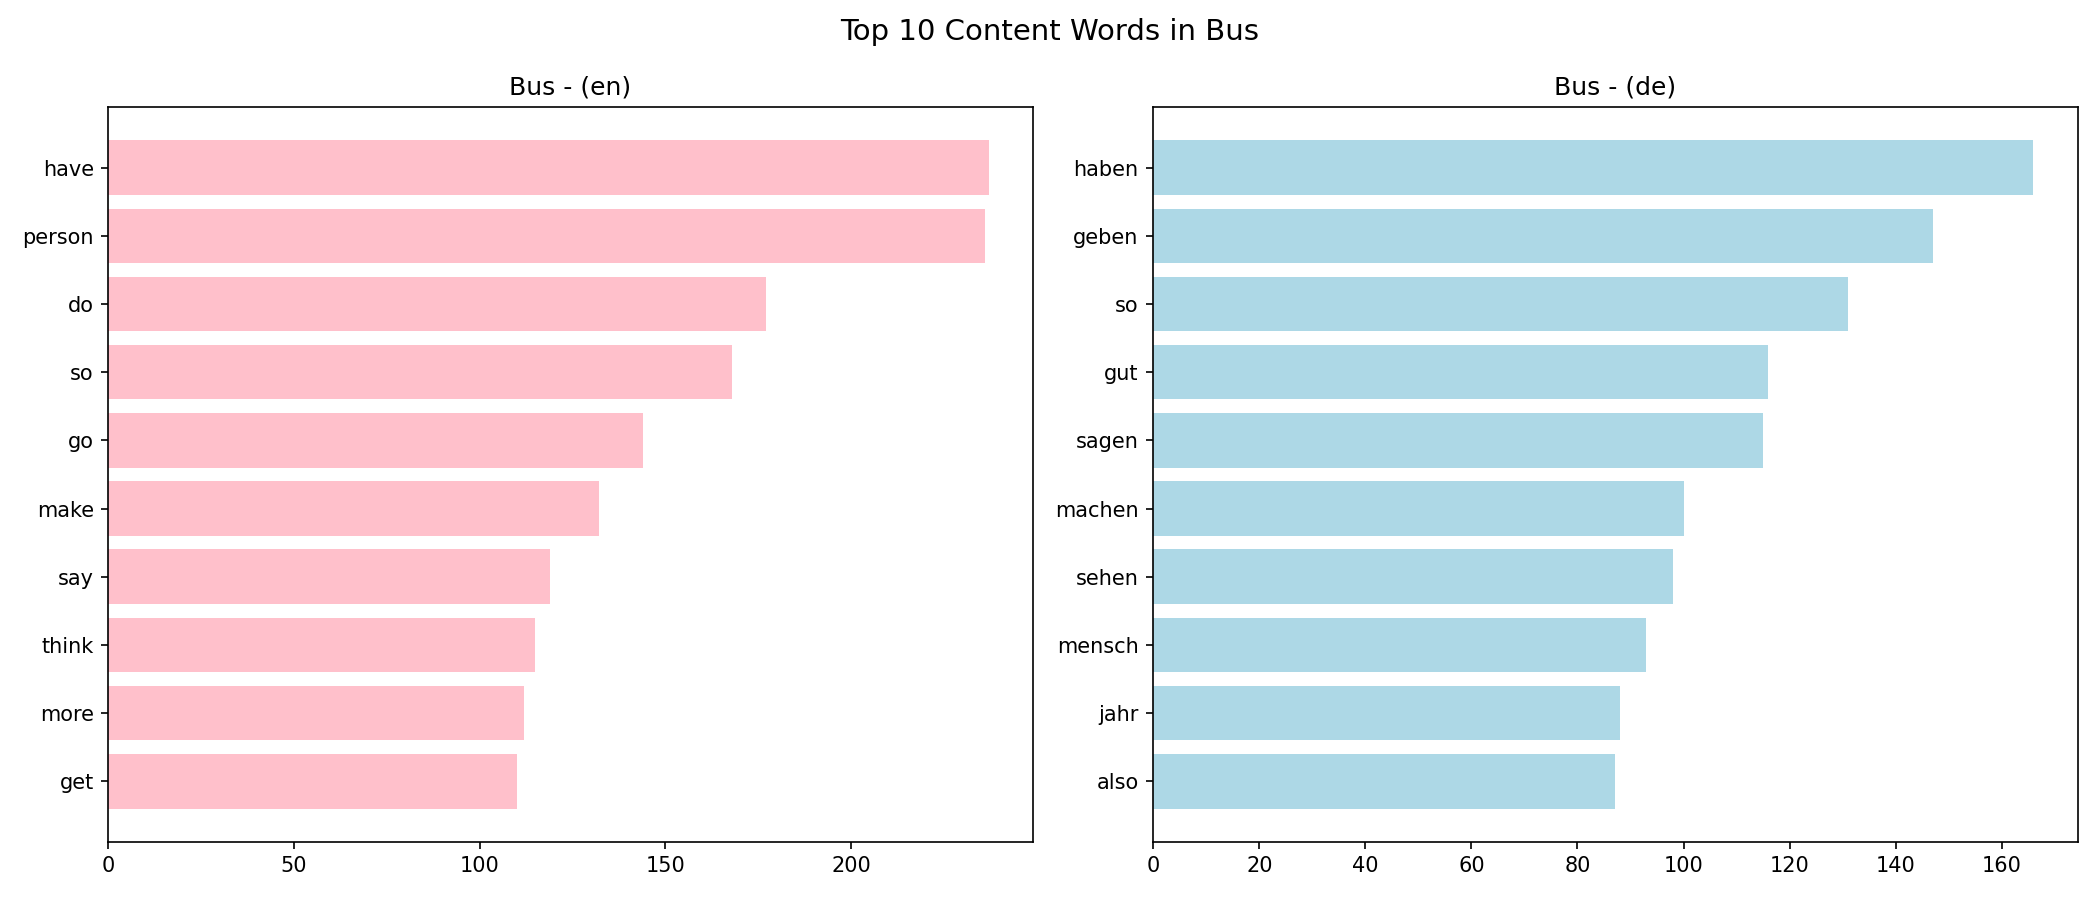 Top 10 Content Words in Bus
Bus - (en)
have
person
do
so
go
make
say
think
more
get
0 50 100 150 200
Bus - (de)
haben
geben
so
gut
sagen
machen
sehen
mensch
jahr
also
0 20 40 60 80 100 120 140 160